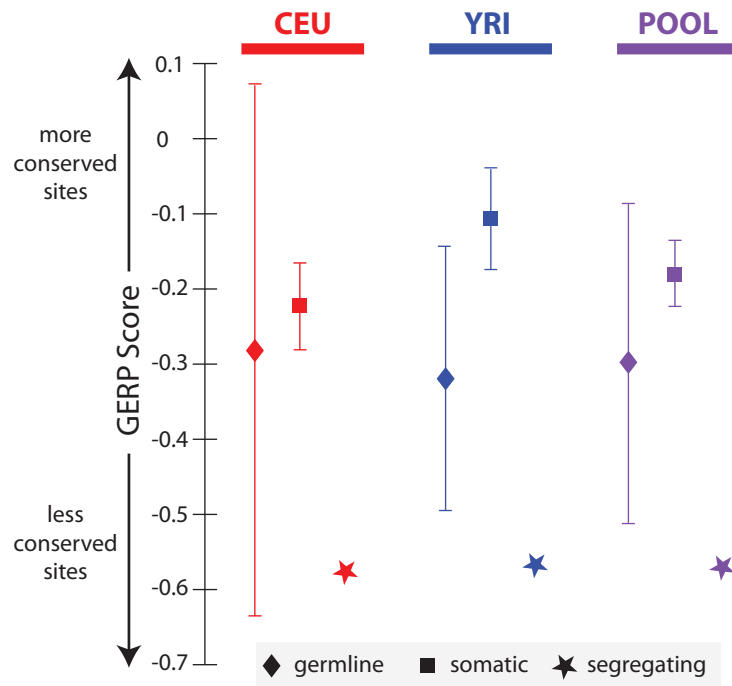 CEU YRI POOL
0.1
0
-0.1
-0.2
-0.3
-0.4
-0.5
-0.6
-0.7
more
conserved
sites
GERP Score
less
conserved
sites
germline somatic segregating